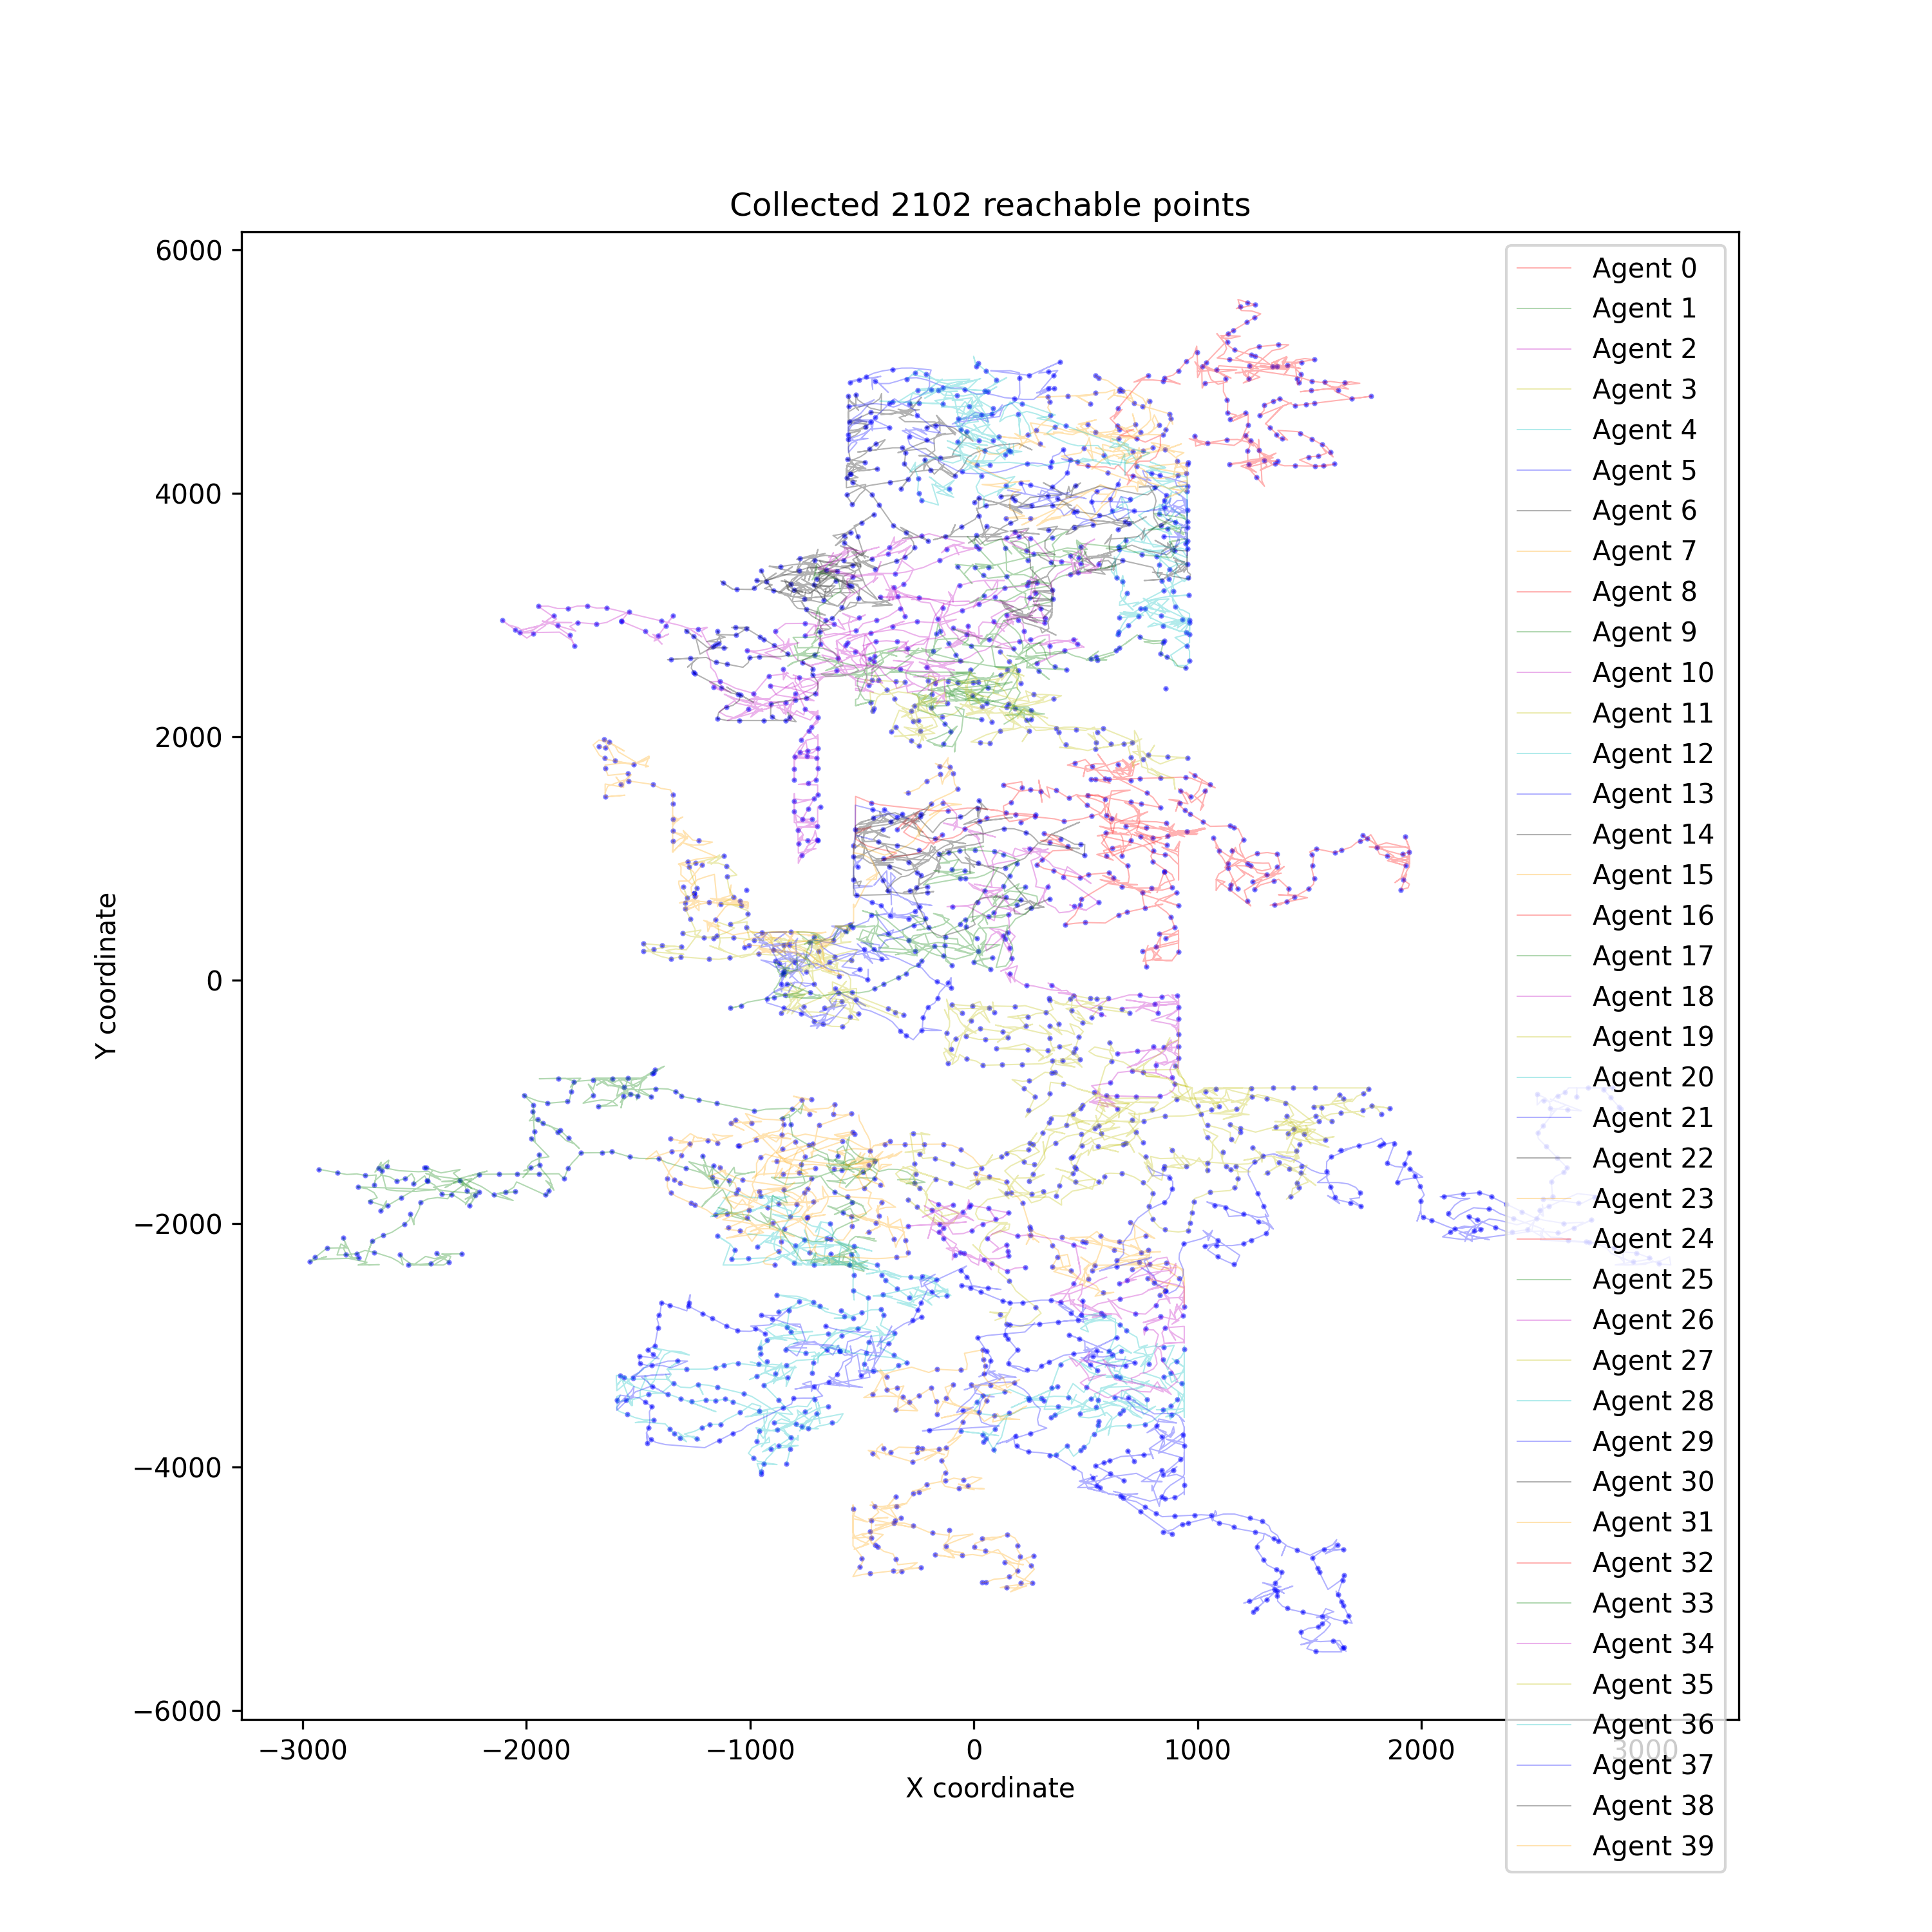 Collected 2102 reachable points
6000
4000
2000
0
−2000
−4000
−6000
Y coordinate
−3000
−2000
−1000
0
1000
2000
3000
X coordinate
Agent 0
Agent 1
Agent 2
Agent 3
Agent 4
Agent 5
Agent 6
Agent 7
Agent 8
Agent 9
Agent 10
Agent 11
Agent 12
Agent 13
Agent 14
Agent 15
Agent 16
Agent 17
Agent 18
Agent 19
Agent 20
Agent 21
Agent 22
Agent 23
Agent 24
Agent 25
Agent 26
Agent 27
Agent 28
Agent 29
Agent 30
Agent 31
Agent 32
Agent 33
Agent 34
Agent 35
Agent 36
Agent 37
Agent 38
Agent 39